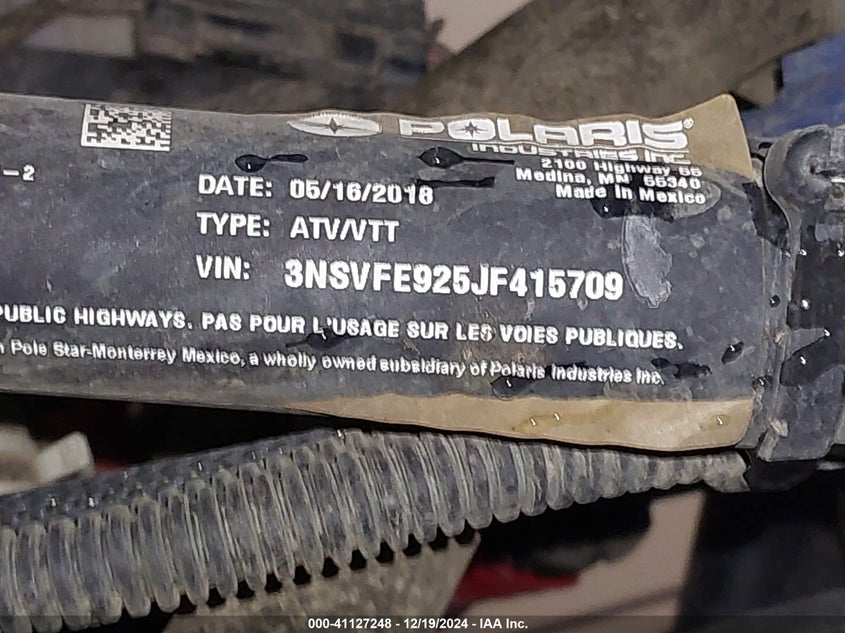 POLARIS®
INDUSTRIES INC.
2100 Highway 55
Medina, MN 55340
Made in Mexico
-2
DATE: 05/16/2018
TYPE: ATV/VTT
VIN: 3NSVFE925JF415709
PUBLIC HIGHWAYS. PAS POUR L'USAGE SUR LES VOIES PUBLIQUES.
Pole Star-Monterrey Mexico, a wholly owned subsidiary of Polaris Industries Inc.
000-41127248 - 12/19/2024 - IAA Inc.